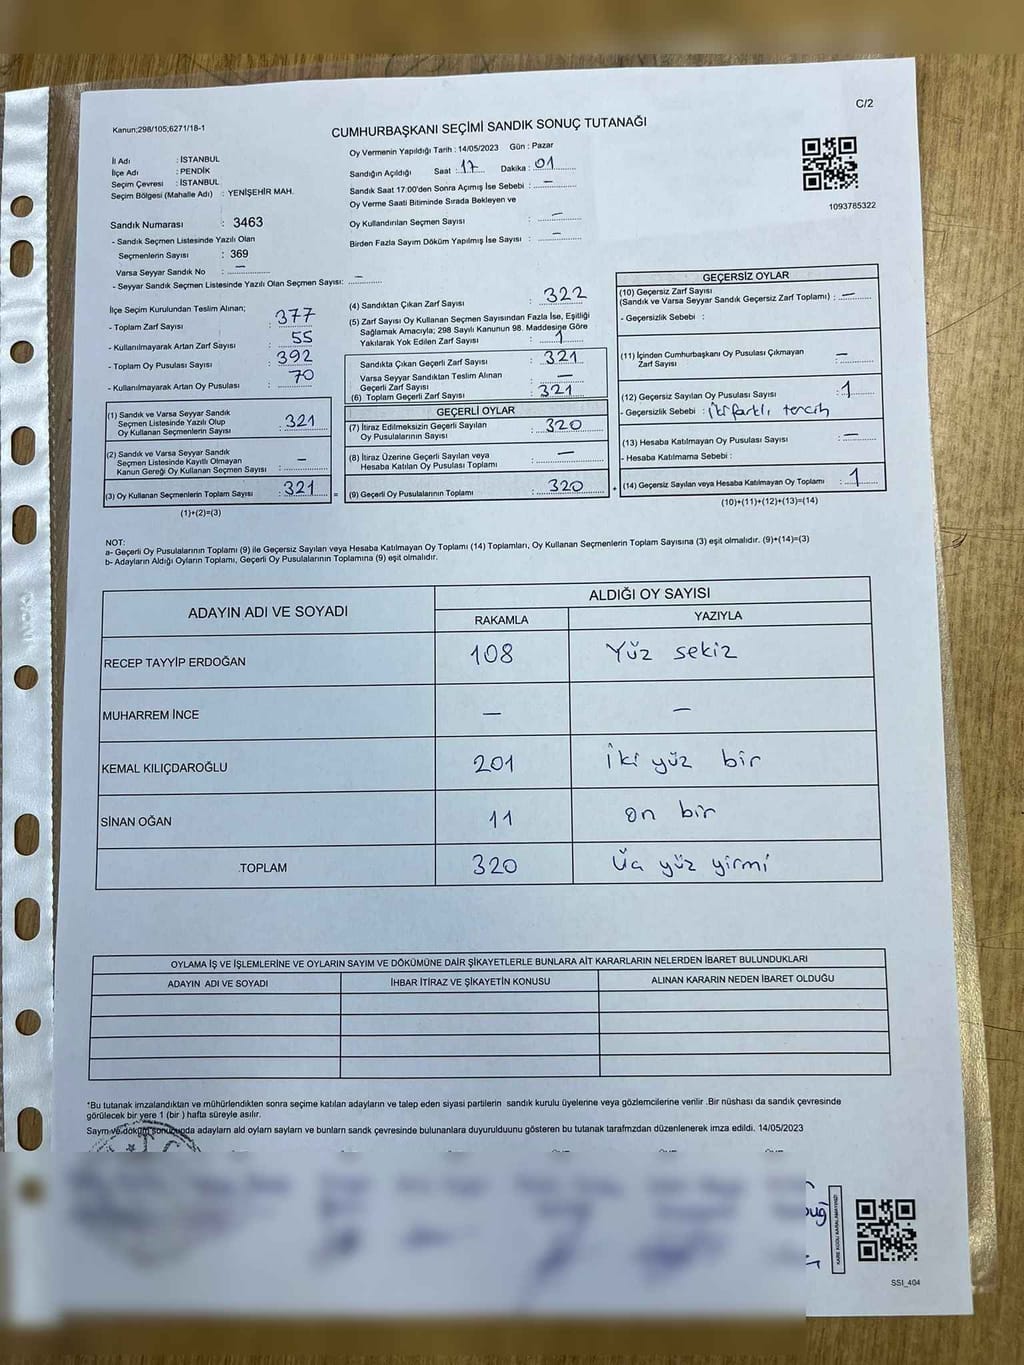 C/2
Kanun;298/105;6271/18-1
CUMHURBAŞKANI SEÇİMİ SANDIK SONUÇ TUTANAĞI
İl Adı : İSTANBUL
İlçe Adı : PENDİK
Seçim Çevresi : İSTANBUL
Seçim Bölgesi (Mahalle Adı) : YENİŞEHİR MAH.
Sandık Numarası : 3463
- Sandık Seçmen Listesinde Yazılı Olan
Seçmenlerin Sayısı : 369
Varsa Seyyar Sandık No : —
- Seyyar Sandık Seçmen Listesinde Yazılı Olan Seçmen Sayısı: —
Oy Vermenin Yapıldığı Tarih : 14/05/2023 Gün : Pazar
Sandığın Açıldığı Saat : 17 Dakika : 01
Sandık Saat 17:00'den Sonra Açımış İse Sebebi : —
Oy Verme Saati Bitiminde Sırada Bekleyen ve
Oy Kullandırılan Seçmen Sayısı : —
Birden Fazla Sayım Döküm Yapılmış İse Sayısı : —
1093785322
İlçe Seçim Kurulundan Teslim Alınan;
- Toplam Zarf Sayısı : 377
- Kullanılmayarak Artan Zarf Sayısı : 55
- Toplam Oy Pusulası Sayısı : 392
- Kullanılmayarak Artan Oy Pusulası : 70
(1) Sandık ve Varsa Seyyar Sandık
Seçmen Listesinde Yazılı Olup
Oy Kullanan Seçmenlerin Sayısı : 321
(2) Sandık ve Varsa Seyyar Sandık
Seçmen Listesinde Kayıtlı Olmayan
Kanun Gereği Oy Kullanan Seçmen Sayısı : —
(3) Oy Kullanan Seçmenlerin Toplam Sayısı : 321 =
(1)+(2)=(3)
(4) Sandıktan Çıkan Zarf Sayısı : 322
(5) Zarf Sayısı Oy Kullanan Seçmen Sayısından Fazla İse, Eşitliği
Sağlamak Amacıyla; 298 Sayılı Kanunun 98. Maddesine Göre
Yakılarak Yok Edilen Zarf Sayısı : 1
Sandıkta Çıkan Geçerli Zarf Sayısı : 321
Varsa Seyyar Sandıktan Teslim Alınan
Geçerli Zarf Sayısı : —
(6) Toplam Geçerli Zarf Sayısı : 321
GEÇERLİ OYLAR
(7) İtiraz Edilmeksizin Geçerli Sayılan
Oy Pusulalarının Sayısı : 320
(8) İtiraz Üzerine Geçerli Sayılan ve
Hesaba Katılan Oy Pusulası Toplamı : —
(9) Geçerli Oy Pusulalarının Toplamı : 320 +
GEÇERSİZ OYLAR
(10) Geçersiz Zarf Sayısı
(Sandık ve Varsa Seyyar Sandık Geçersiz Zarf Toplamı) : —
- Geçersizlik Sebebi :
(11) İçinden Cumhurbaşkanı Oy Pusulası Çıkmayan
Zarf Sayısı : —
(12) Geçersiz Sayılan Oy Pusulası Sayısı : 1
- Geçersizlik Sebebi : iki farklı tercih
(13) Hesaba Katılmayan Oy Pusulası Sayısı : —
- Hesaba Katılmama Sebebi :
(14) Geçersiz Sayılan veya Hesaba Katılmayan Oy Toplamı : 1
(10)+(11)+(12)+(13)=(14)
NOT:
a- Geçerli Oy Pusulalarının Toplamı (9) ile Geçersiz Sayılan veya Hesaba Katılmayan Oy Toplamı (14) Toplamları, Oy Kullanan Seçmenlerin Toplam Sayısına (3) eşit olmalıdır. (9)+(14)=(3)
b- Adayların Aldığı Oyların Toplamı, Geçerli Oy Pusulalarının Toplamına (9) eşit olmalıdır.
ADAYIN ADI VE SOYADI ALDIĞI OY SAYISI
RAKAMLA YAZIYLA
RECEP TAYYİP ERDOĞAN 108 Yüz sekiz
MUHARREM İNCE — —
KEMAL KILIÇDAROĞLU 201 İki yüz bir
SİNAN OĞAN 11 on bir
TOPLAM 320 Üç yüz yirmi
OYLAMA İŞ VE İŞLEMLERİNE VE OYLARIN SAYIM VE DÖKÜMÜNE DAİR ŞİKAYETLERLE BUNLARA AİT KARARLARIN NELERDEN İBARET BULUNDUKLARI
ADAYIN ADI VE SOYADI İHBAR İTİRAZ VE ŞİKAYETİN KONUSU ALINAN KARARIN NEDEN İBARET OLDUĞU
*Bu tutanak imzalandıktan ve mühürlendikten sonra seçime katılan adayların ve talep eden siyasi partilerin sandık kurulu üyelerine veya gözlemcilerine verilir .Bir nüshası da sandık çevresinde
görülecek bir yere 1 (bir ) hafta süreyle asılır.
Saym ve döküm sonucunda adaylarn ald oylarn saylarn ve bunlarn sandk çevresinde bulunanlara duyurulduunu gösteren bu tutanak tarafmzdan düzenlenerek imza edildi. 14/05/2023
SSI_404